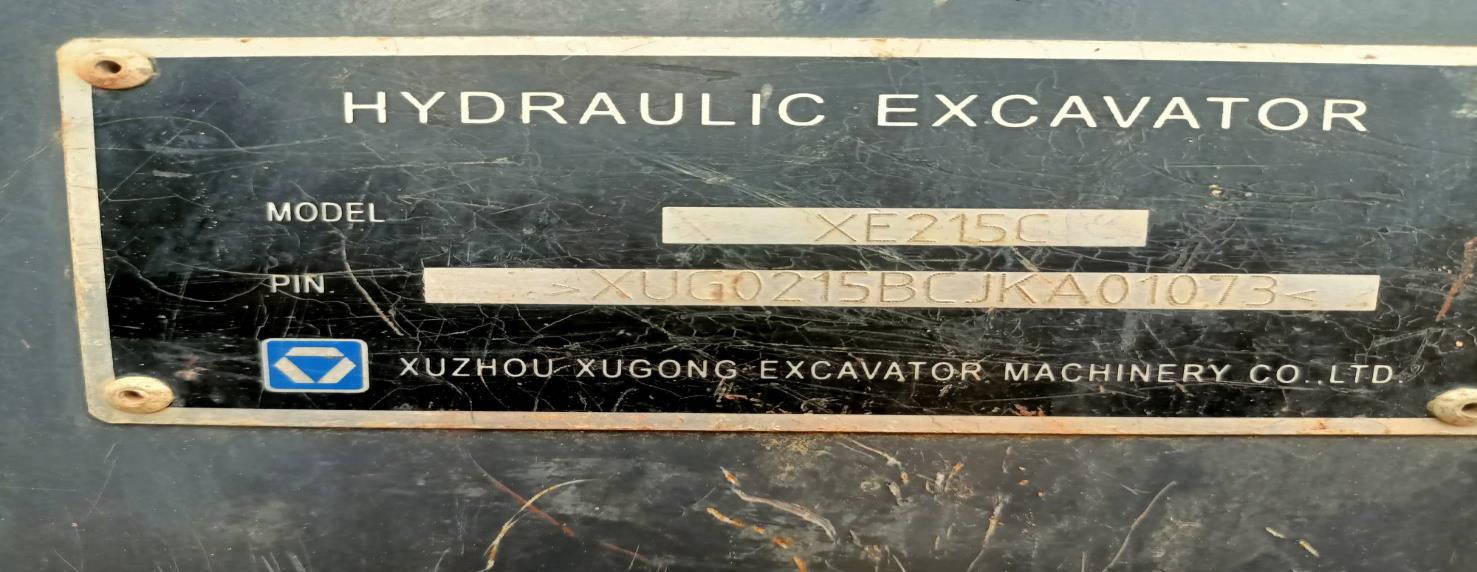 HYDRAULIC EXCAVATOR
MODEL XE215C
PIN >XUG0215BCJKA01073<
XUZHOU XUGONG EXCAVATOR MACHINERY CO.,LTD.